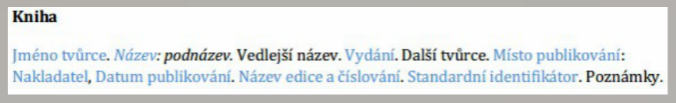 Kniha
Jméno tvůrce. Název: podnázev. Vedlejší název. Vydání. Další tvůrce. Místo publikování:
Nakladatel, Datum publikování. Název edice a číslování. Standardní identifikátor. Poznámky.